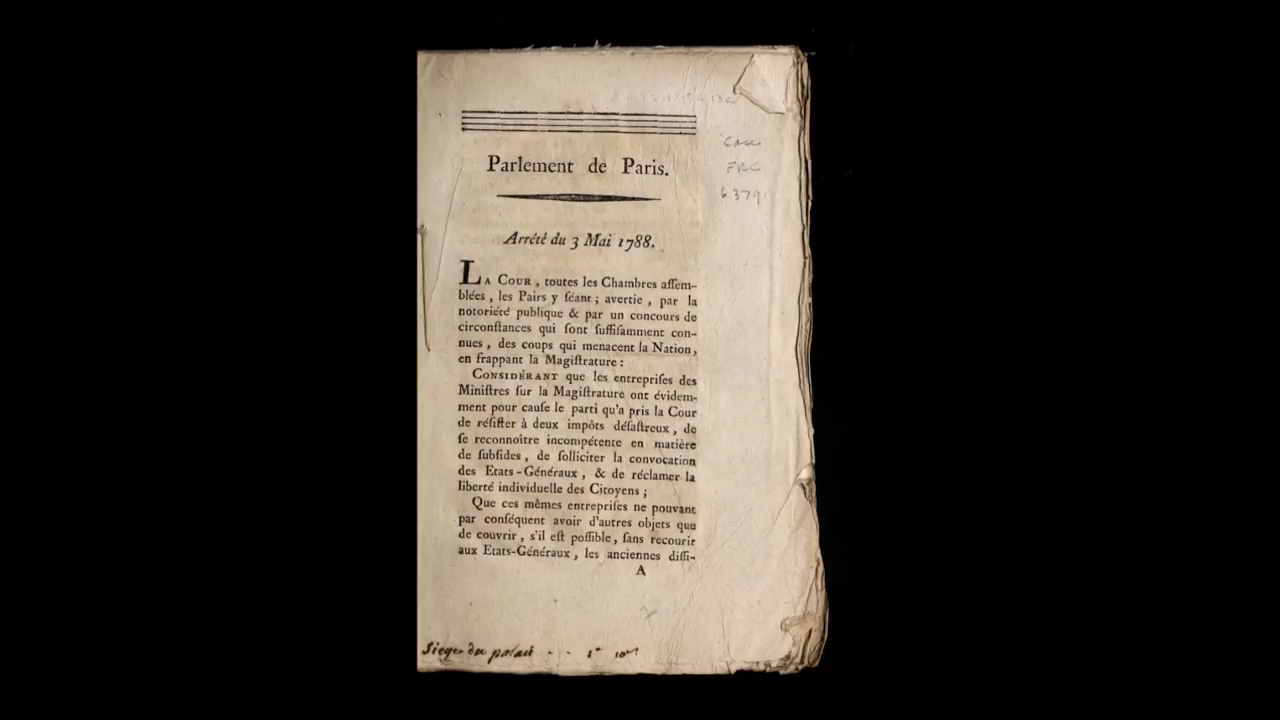 Parlement de Paris.
Arrêté du 3 Mai 1788.
LA COUR, toutes les Chambres aſſem-
blées, les Pairs y ſéant; avertie, par la
notoriété publique & par un concours de
circonſtances qui ſont ſuffiſamment con-
nues, des coups qui menacent la Nation,
en frappant la Magiſtrature :
CONSIDÉRANT que les entrepriſes des
Miniſtres ſur la Magiſtrature ont évidem-
ment pour cauſe le parti qu'a pris la Cour
de réſiſter à deux impôts déſaſtreux, de
ſe reconnoître incompétente en matière
de ſubſides, de ſolliciter la convocation
des Etats-Généraux, & de réclamer la
liberté individuelle des Citoyens;
Que ces mêmes entrepriſes ne pouvant
par conſéquent avoir d'autres objets que
de couvrir, s'il eſt poſſible, ſans recourir
aux Etats-Généraux, les anciennes diſſi-
A
Case
FRC
6379
Siege du palais